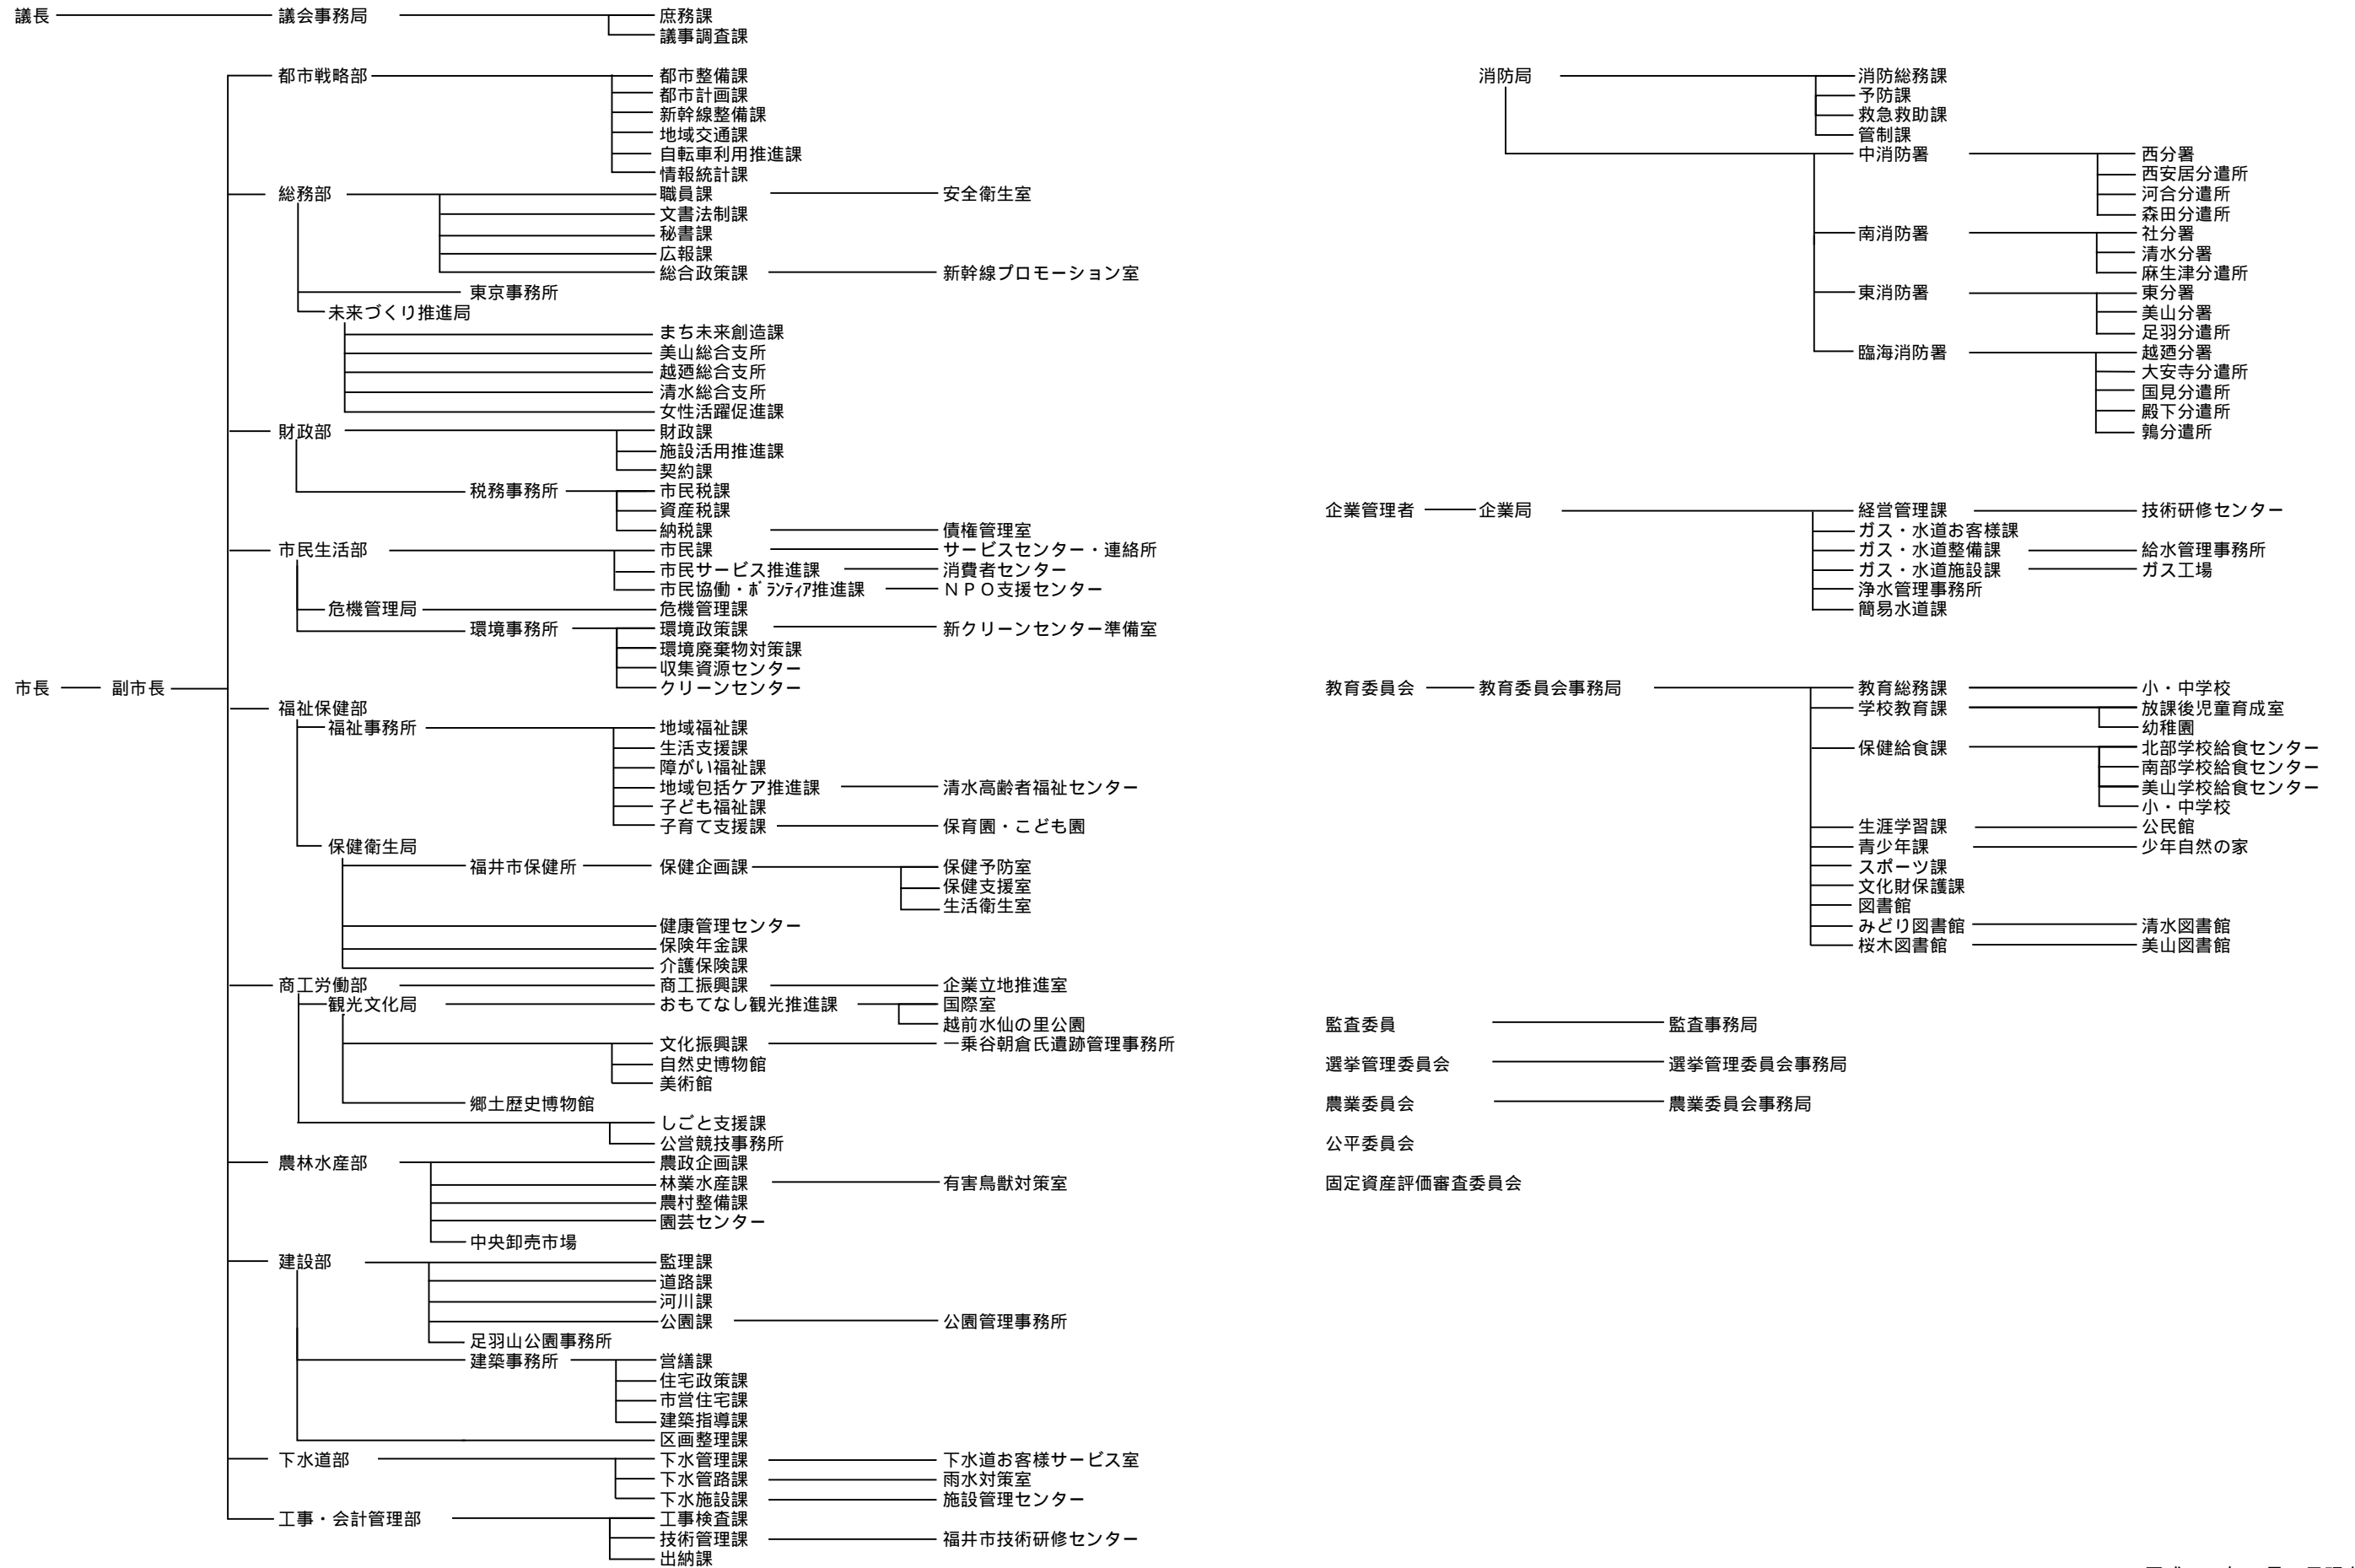 議長 議会事務局 庶務課
議事調査課
都市戦略部 都市整備課
都市計画課
新幹線整備課
地域交通課
自転車利用推進課
情報統計課
総務部 職員課 安全衛生室
文書法制課
秘書課
広報課
総合政策課 新幹線プロモーション室
東京事務所
未来づくり推進局
まち未来創造課
美山総合支所
越廼総合支所
清水総合支所
女性活躍促進課
財政部 財政課
施設活用推進課
契約課
税務事務所 市民税課
資産税課
納税課 債権管理室
市民生活部 市民課 サービスセンター・連絡所
市民サービス推進課 消費者センター
市民協働・ボランティア推進課 ＮＰＯ支援センター
危機管理局 危機管理課
環境事務所 環境政策課 新クリーンセンター準備室
環境廃棄物対策課
収集資源センター
市長 副市長 クリーンセンター
福祉保健部
福祉事務所 地域福祉課
生活支援課
障がい福祉課
地域包括ケア推進課 清水高齢者福祉センター
子ども福祉課
子育て支援課 保育園・こども園
保健衛生局
福井市保健所 保健企画課 保健予防室
保健支援室
生活衛生室
健康管理センター
保険年金課
介護保険課
商工労働部 商工振興課 企業立地推進室
観光文化局 おもてなし観光推進課 国際室
越前水仙の里公園
文化振興課 一乗谷朝倉氏遺跡管理事務所
自然史博物館
美術館
郷土歴史博物館
しごと支援課
公営競技事務所
農林水産部 農政企画課
林業水産課 有害鳥獣対策室
農村整備課
園芸センター
中央卸売市場
建設部 監理課
道路課
河川課
公園課 公園管理事務所
足羽山公園事務所
建築事務所 営繕課
住宅政策課
市営住宅課
建築指導課
区画整理課
下水道部 下水管理課 下水道お客様サービス室
下水管路課 雨水対策室
下水施設課 施設管理センター
工事・会計管理部 工事検査課
技術管理課 福井市技術研修センター
出納課
消防局 消防総務課
予防課
救急救助課
管制課
中消防署 西分署
西安居分遣所
河合分遣所
森田分遣所
南消防署 社分署
清水分署
麻生津分遣所
東消防署 東分署
美山分署
足羽分遣所
臨海消防署 越廼分署
大安寺分遣所
国見分遣所
殿下分遣所
鶉分遣所
企業管理者 企業局 経営管理課 技術研修センター
ガス・水道お客様課
ガス・水道整備課 給水管理事務所
ガス・水道施設課 ガス工場
浄水管理事務所
簡易水道課
教育委員会 教育委員会事務局 教育総務課 小・中学校
学校教育課 放課後児童育成室
幼稚園
保健給食課 北部学校給食センター
南部学校給食センター
美山学校給食センター
小・中学校
生涯学習課 公民館
青少年課 少年自然の家
スポーツ課
文化財保護課
図書館
みどり図書館 清水図書館
桜木図書館 美山図書館
監査委員 監査事務局
選挙管理委員会 選挙管理委員会事務局
農業委員会 農業委員会事務局
公平委員会
固定資産評価審査委員会